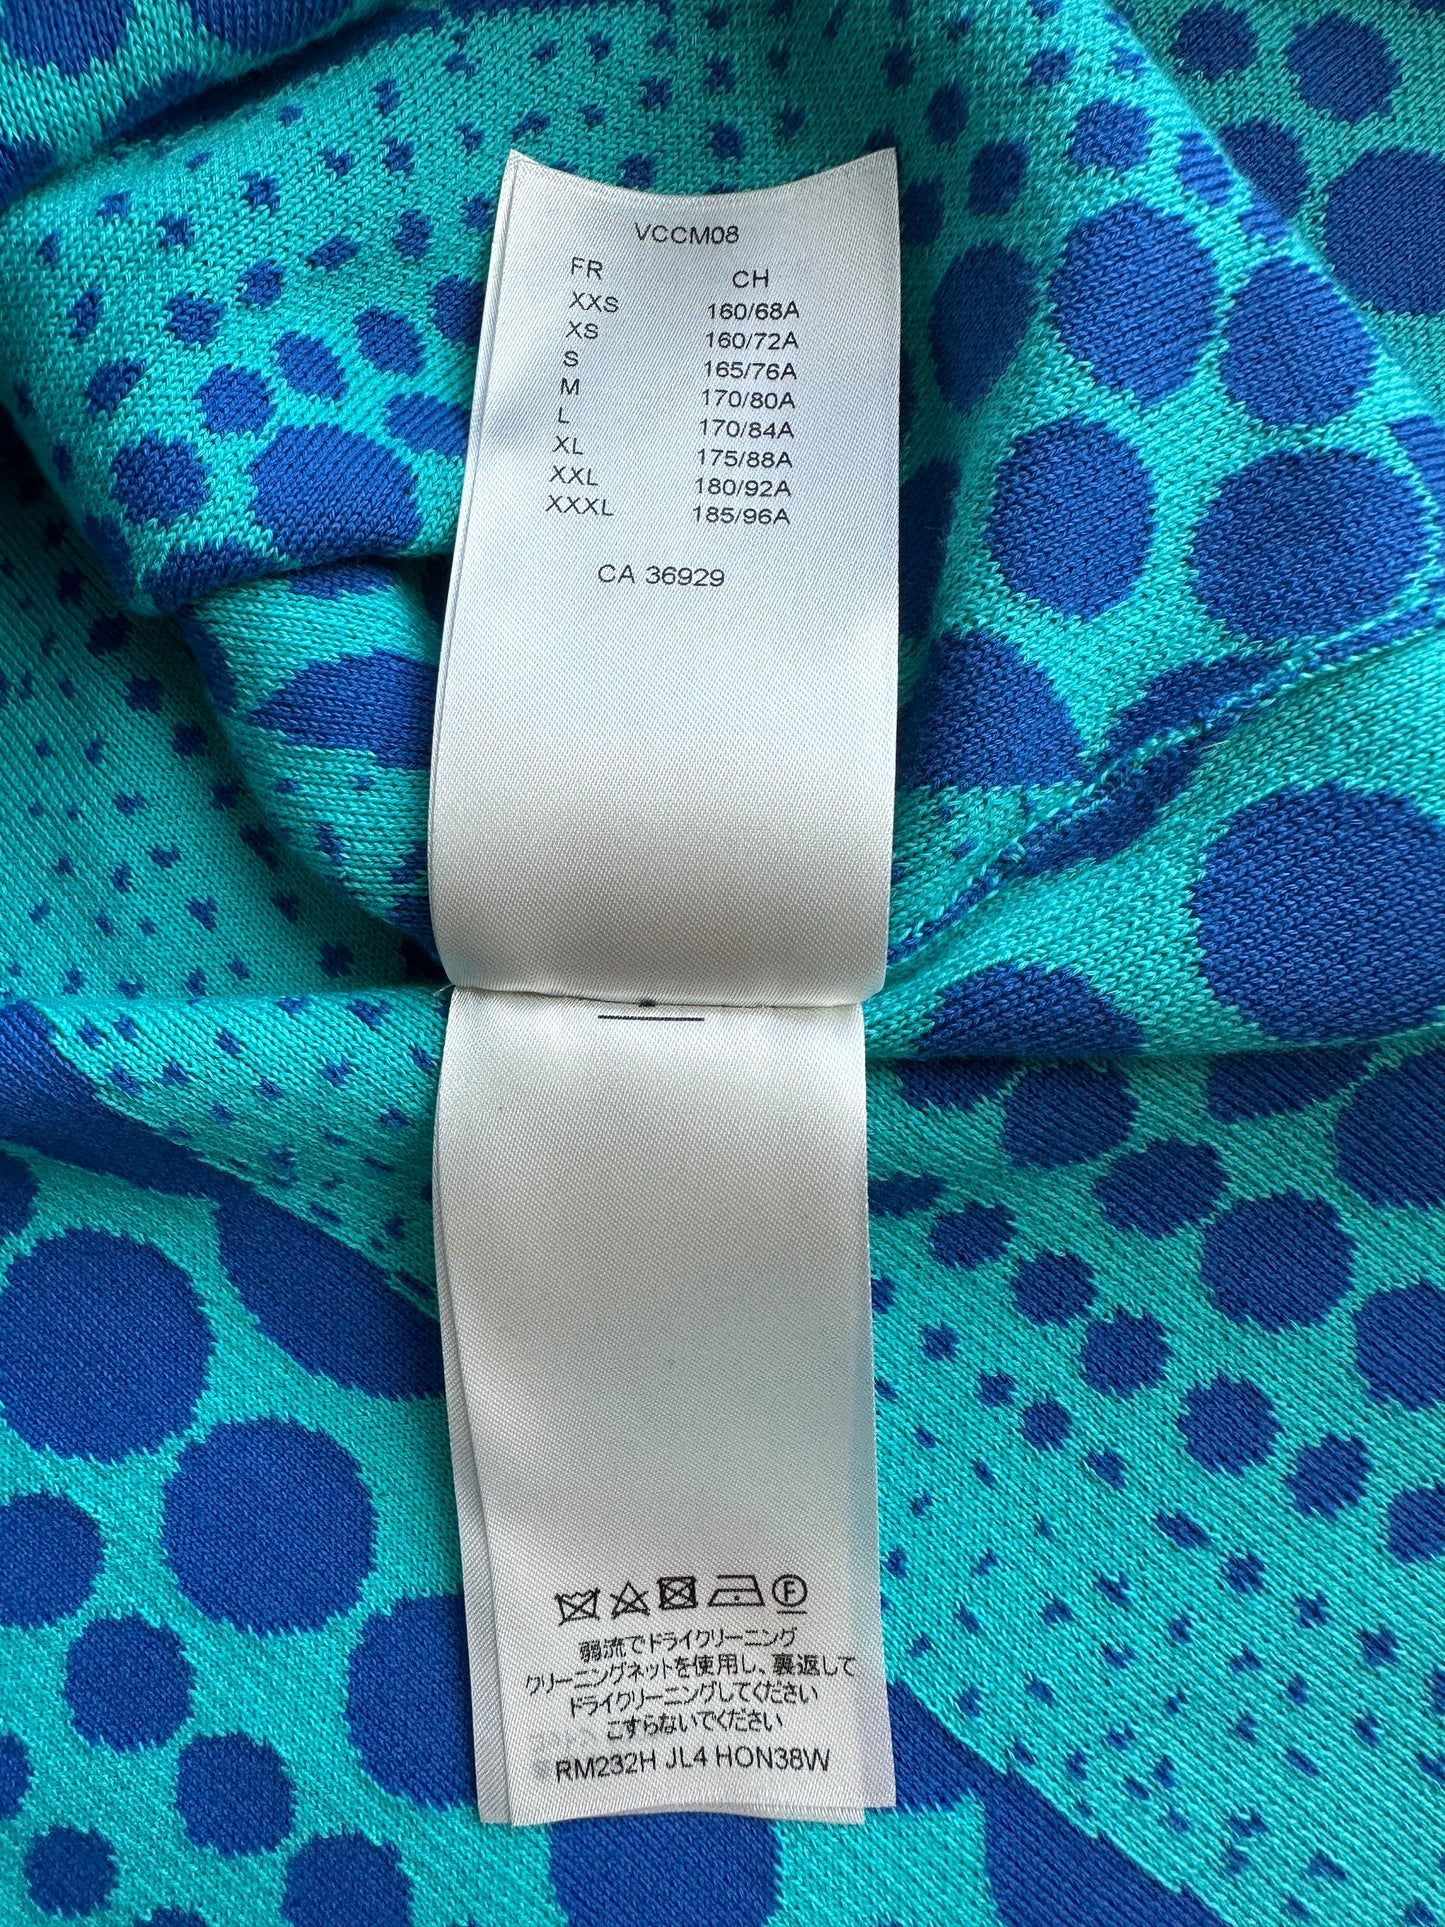 VCCM08
FR CH
XXS 160/68A
XS 160/72A
S 165/76A
M 170/80A
L 170/84A
XL 175/88A
XXL 180/92A
XXXL 185/96A
CA 36929
F
弱流でドライクリーニング
クリーニングネットを使用し、裏返して
ドライクリーニングしてください
こすらないでください
RM232H JL4 HON38W